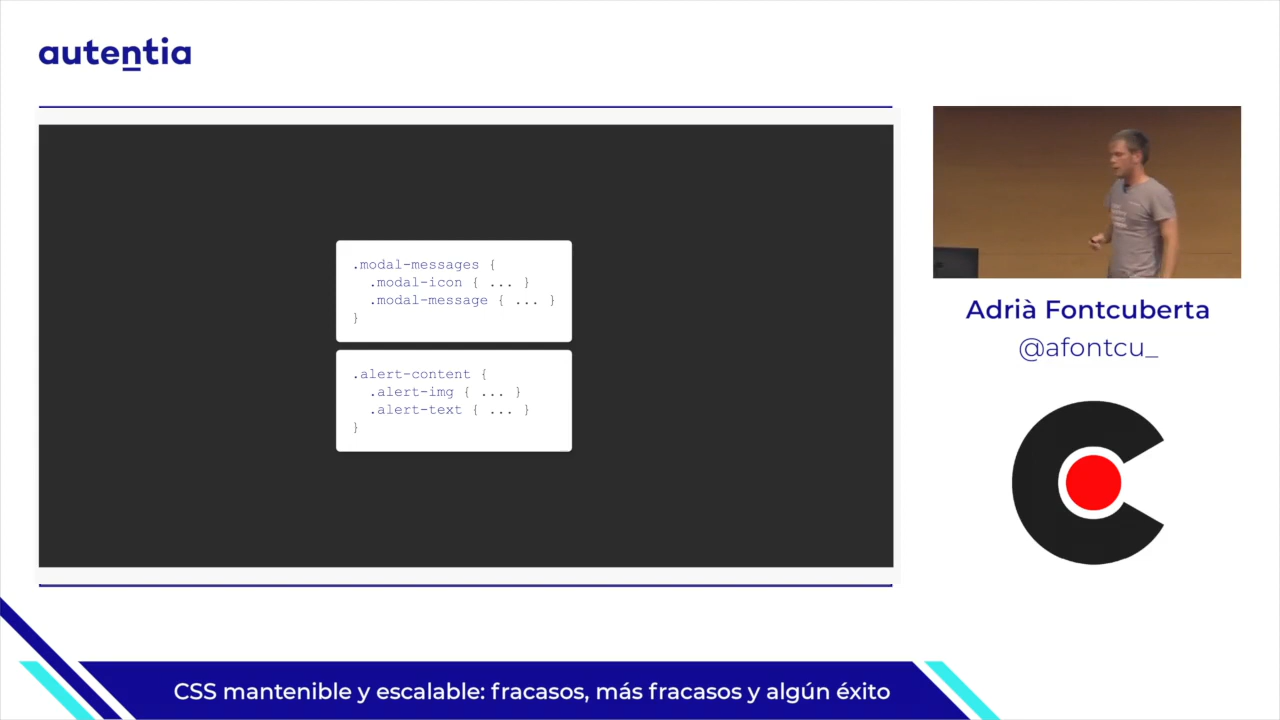 autentia
.modal-messages {
  .modal-icon { ... }
  .modal-message { ... }
}
.alert-content {
  .alert-img { ... }
  .alert-text { ... }
}
Adrià Fontcuberta
@afontcu_
CSS mantenible y escalable: fracasos, más fracasos y algún éxito